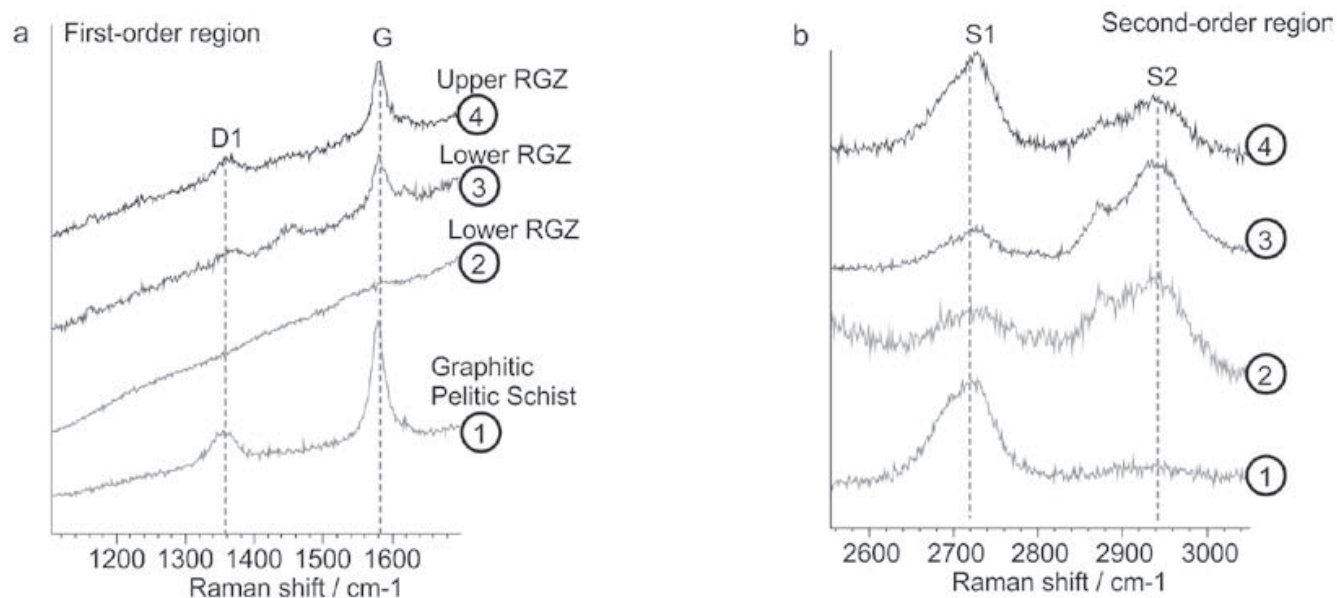 a
First-order region
G
Upper RGZ
4
D1
Lower RGZ
3
Lower RGZ
2
Graphitic
Pelitic Schist
1
1200 1300 1400 1500 1600
Raman shift / cm-1
b
Second-order region
S1
S2
4
3
2
1
2600 2700 2800 2900 3000
Raman shift / cm-1